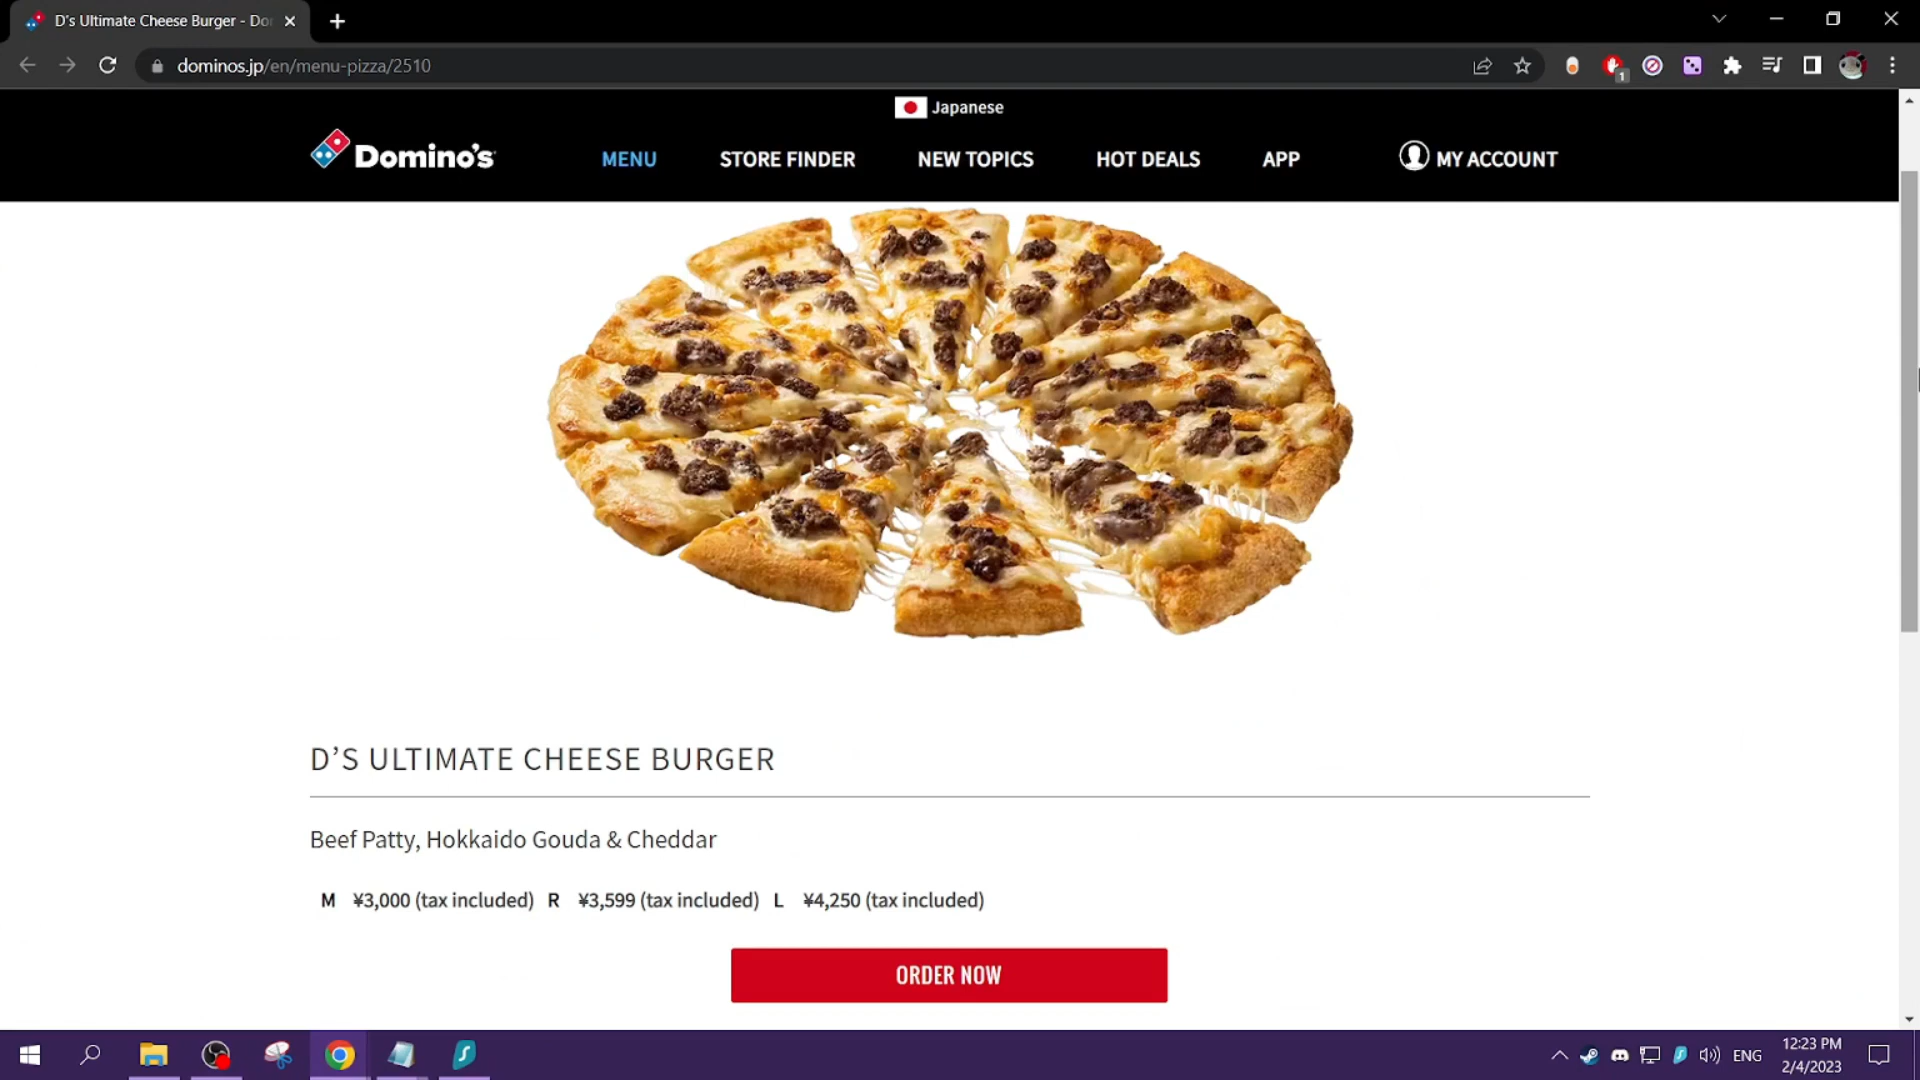 D's Ultimate Cheese Burger - Do
dominos.jp/en/menu-pizza/2510
1
Japanese
Domino's
MENU
STORE FINDER
NEW TOPICS
HOT DEALS
APP
MY ACCOUNT
D’S ULTIMATE CHEESE BURGER
Beef Patty, Hokkaido Gouda & Cheddar
M ¥3,000 (tax included) R ¥3,599 (tax included) L ¥4,250 (tax included)
ORDER NOW
ENG
12:23 PM
2/4/2023